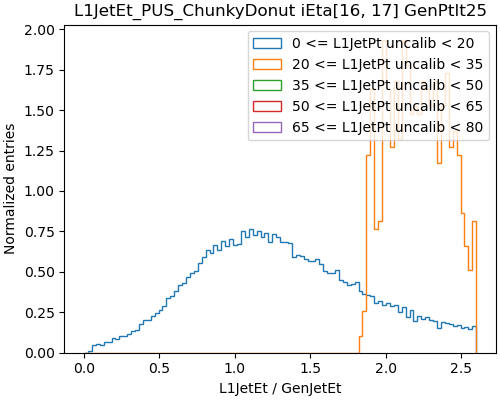 L1JetEt_PUS_ChunkyDonut iEta[16, 17] GenPtlt25
0 <= L1JetPt uncalib < 20
20 <= L1JetPt uncalib < 35
35 <= L1JetPt uncalib < 50
50 <= L1JetPt uncalib < 65
65 <= L1JetPt uncalib < 80
Normalized entries
2.00
1.75
1.50
1.25
1.00
0.75
0.50
0.25
0.00
0.0 0.5 1.0 1.5 2.0 2.5
L1JetEt / GenJetEt